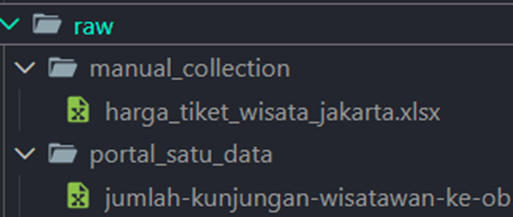 raw
manual_collection
harga_tiket_wisata_jakarta.xlsx
portal_satu_data
jumlah-kunjungan-wisatawan-ke-ob